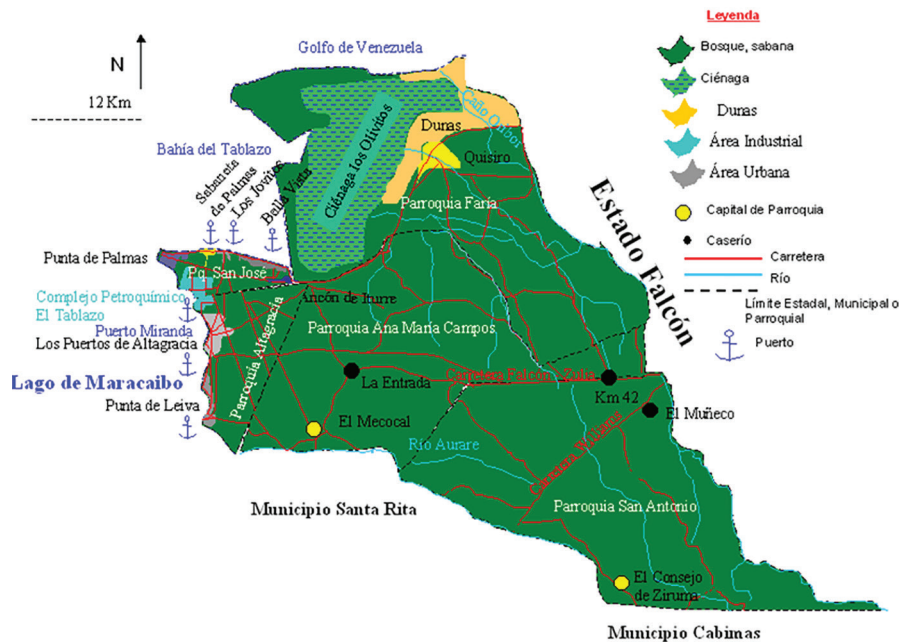 Leyenda
Bosque, sabana
Ciénaga
Dunas
Área Industrial
Área Urbana
Capital de Parroquia
Caserío
Carretera
Río
Límite Estadal, Municipal o
Parroquial
Puerto
N
12 Km
Golfo de Venezuela
Caño Oribor
Dunas
Quisiro
Ciénaga los Olivitos
Bahía del Tablazo
Sabaneta
de Palmas
Los Jovitos
Bella Vista
Parroquia Faría
Estado Falcón
Punta de Palmas
Pq. San José
Complejo Petroquímico
El Tablazo
Ancón de Iturre
Puerto Miranda
Parroquia Ana María Campos
Los Puertos de Altagracia
Parroquia Altagracia
Lago de Maracaibo
La Entrada
Carretera Falcón - Zulia
Km 42
Punta de Leiva
El Mecocal
El Muñeco
Río Aurare
Carretera Williams
Municipio Santa Rita
Parroquia San Antonio
El Consejo
de Ziruma
Municipio Cabimas